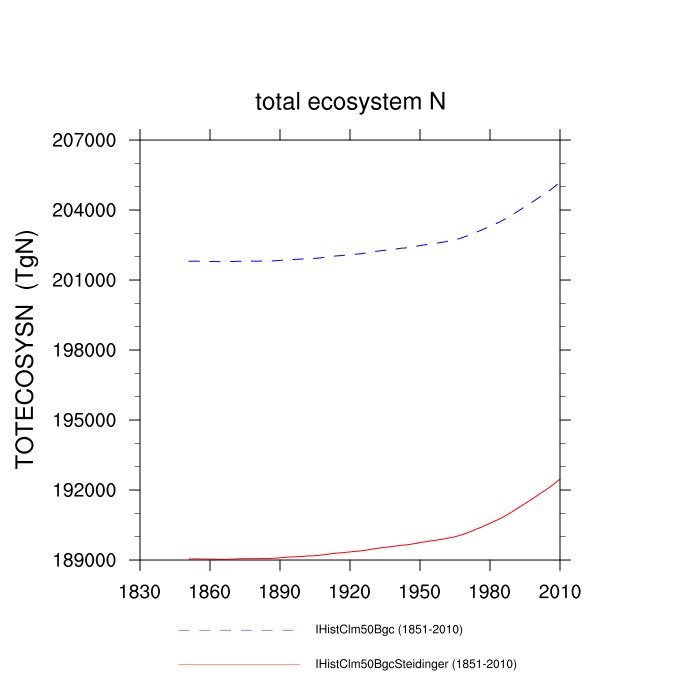 total ecosystem N
207000
204000
201000
198000
195000
192000
189000
TOTECOSYSN (TgN)
1830 1860 1890 1920 1950 1980 2010
IHistClm50Bgc (1851-2010)
IHistClm50BgcSteidinger (1851-2010)